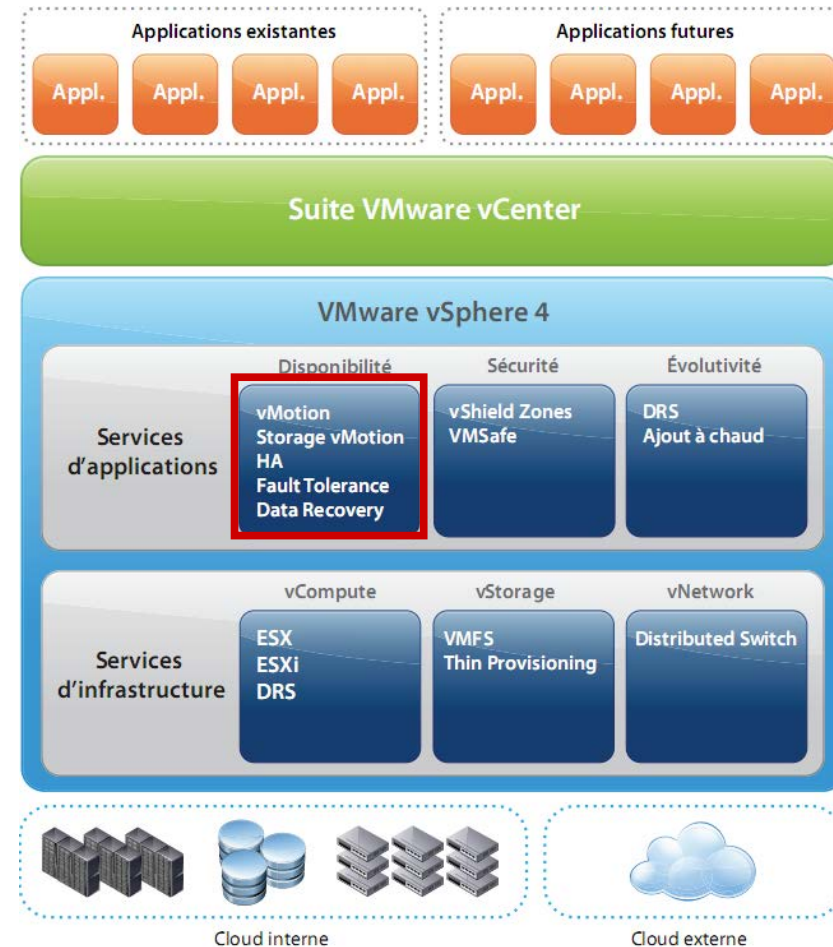 Applications existantes
Applications futures
Appl. Appl. Appl. Appl.
Appl. Appl. Appl. Appl.
Suite VMware vCenter
VMware vSphere 4
Services
d’applications
Disponibilité
vMotion
Storage vMotion
HA
Fault Tolerance
Data Recovery
Sécurité
vShield Zones
VMSafe
Évolutivité
DRS
Ajout à chaud
Services
d’infrastructure
vCompute
ESX
ESXi
DRS
vStorage
VMFS
Thin Provisioning
vNetwork
Distributed Switch
Cloud interne
Cloud externe